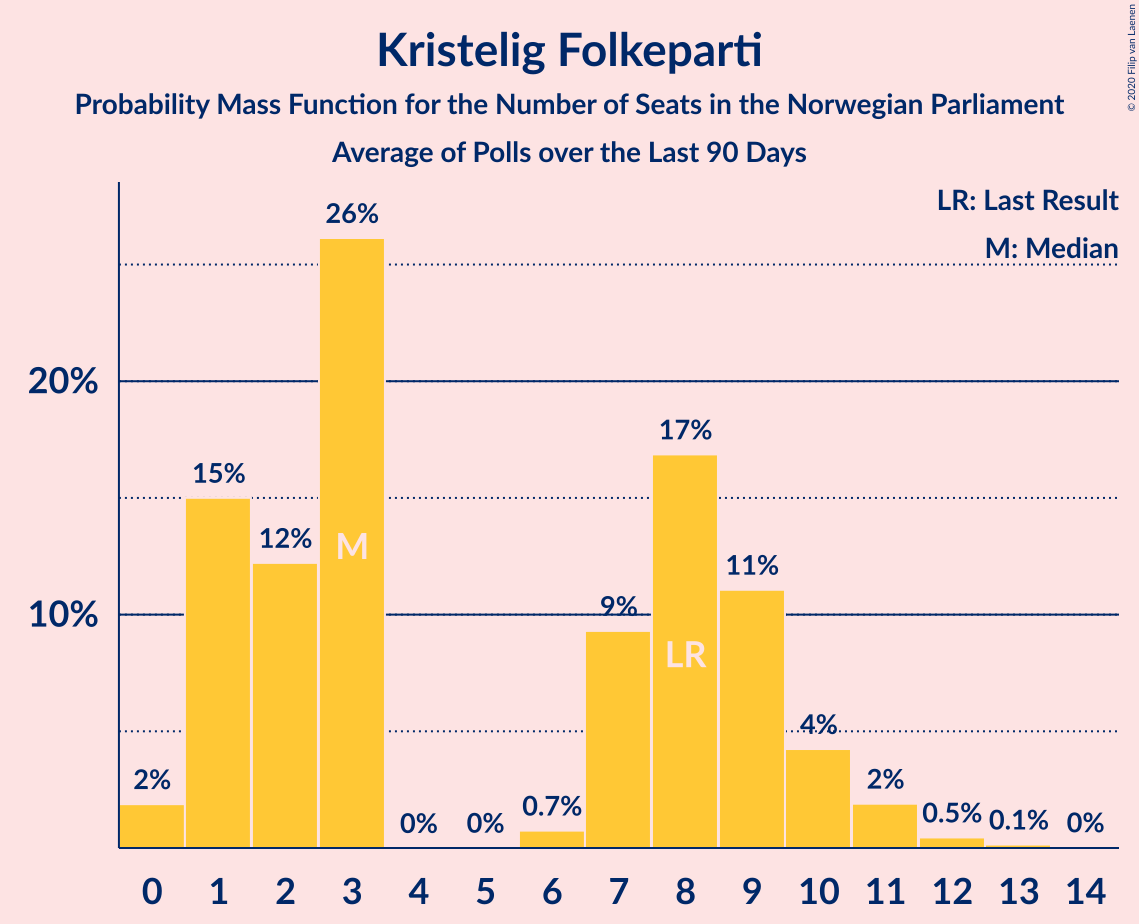 Kristelig Folkeparti
Probability Mass Function for the Number of Seats in the Norwegian Parliament
Average of Polls over the Last 90 Days
© 2020 Filip van Laenen
LR: Last Result
M: Median
26%
20%
17%
15%
12%
M
11%
10%
9%
LR
4%
2%
2%
0%
0%
0.7%
0.5%
0.1%
0%
0 1 2 3 4 5 6 7 8 9 10 11 12 13 14